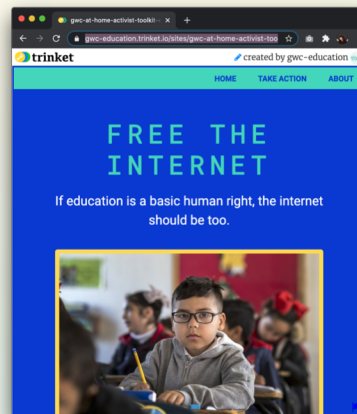 gwc-at-home-activist-toolkit-
gwc-education.trinket.io/sites/gwc-at-home-activist-too
trinket
created by gwc-education
HOME TAKE ACTION ABOUT
FREE THE
INTERNET
If education is a basic human right, the internet
should be too.